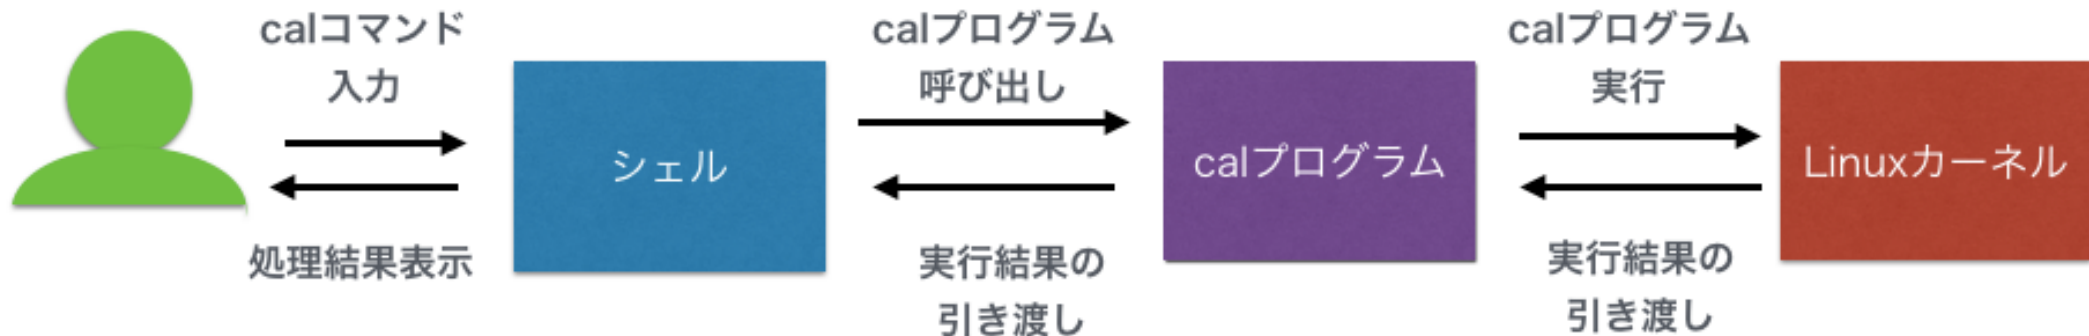 calコマンド
入力
処理結果表示
シェル
calプログラム
呼び出し
実行結果の
引き渡し
calプログラム
calプログラム
実行
実行結果の
引き渡し
Linuxカーネル